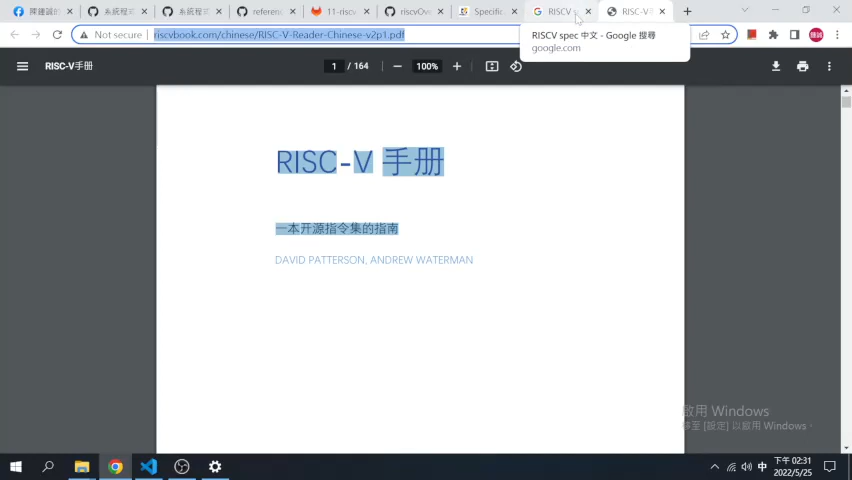 陳鍾誠的
系統程式
系統程式
referenc
11-riscv
riscvOve
Specific
RISCV s
RISC-V手
Not secure
riscvbook.com/chinese/RISC-V-Reader-Chinese-v2p1.pdf
RISCV spec 中文 - Google 搜尋
google.com
RISC-V手册
1 / 164
100%
RISC-V 手册
一本开源指令集的指南
DAVID PATTERSON, ANDREW WATERMAN
啟用 Windows
移至 [設定] 以啟用 Windows。
中
下午 02:31
2022/5/25